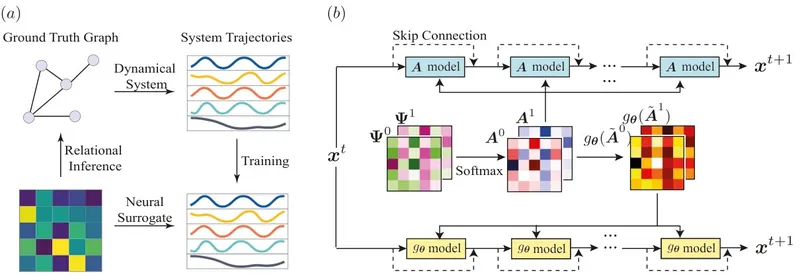 (a)
Ground Truth Graph
System Trajectories
Dynamical
System
Relational
Inference
Training
Neural
Surrogate
(b)
Skip Connection
A model
A model
...
...
A model
x^{t+1}
Ψ^0
Ψ^1
A^0
A^1
g_θ(Ã^0)
g_θ(Ã^1)
x^t
Softmax
g_θ model
g_θ model
...
...
g_θ model
x^{t+1}